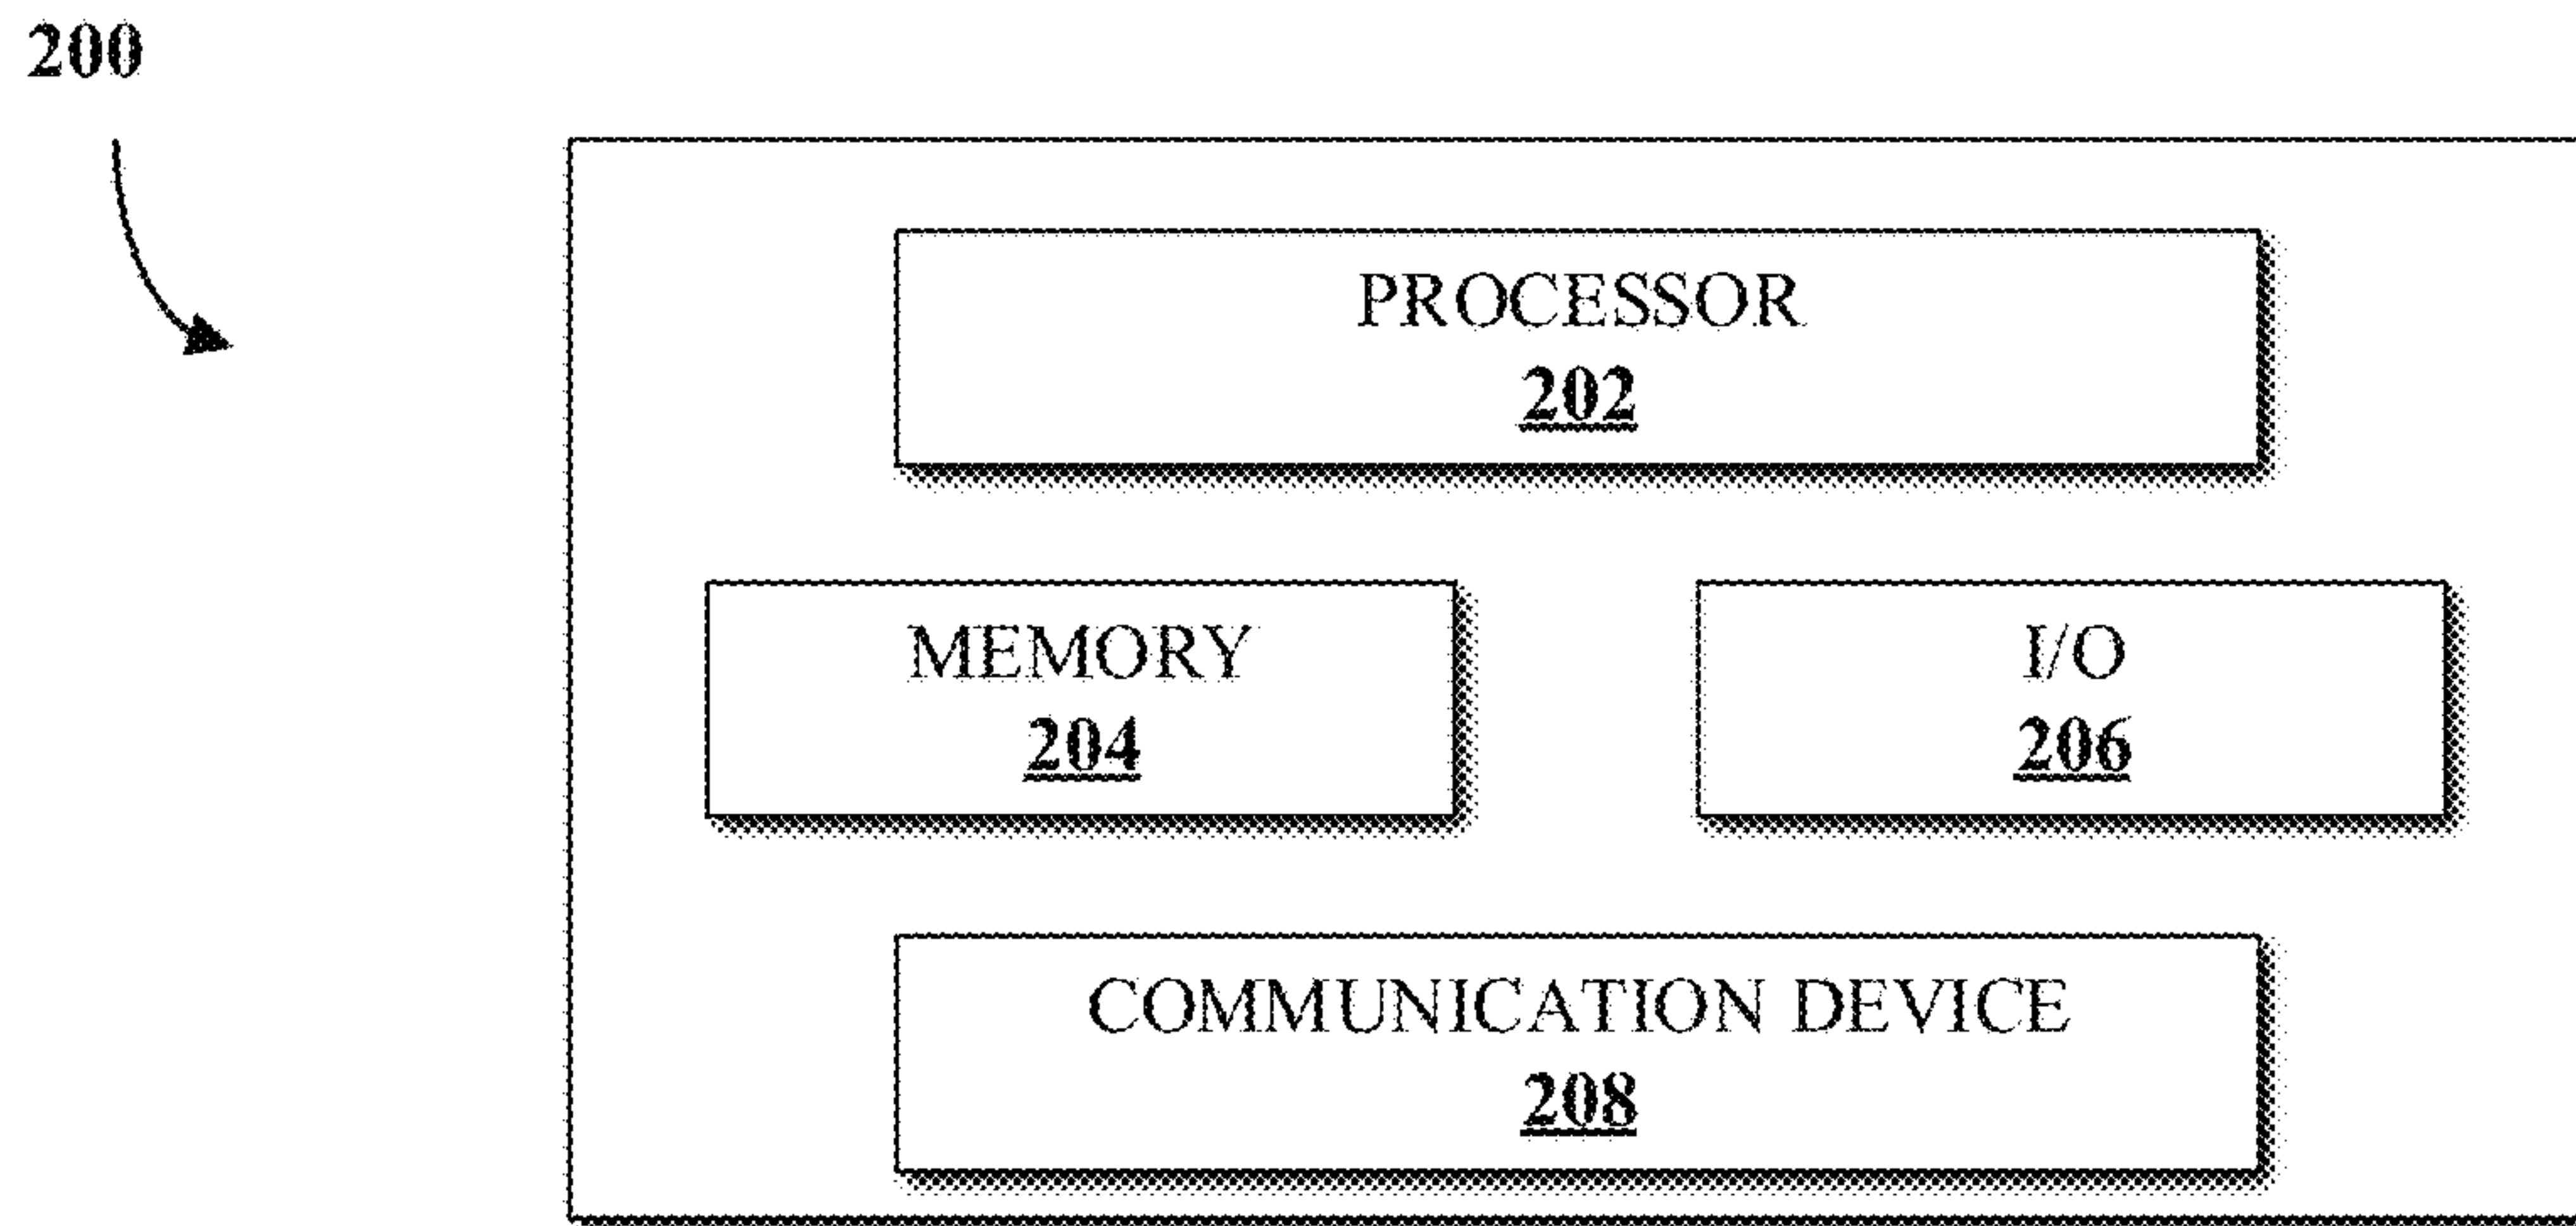 200
PROCESSOR
202
MEMORY
204
I/O
206
COMMUNICATION DEVICE
208